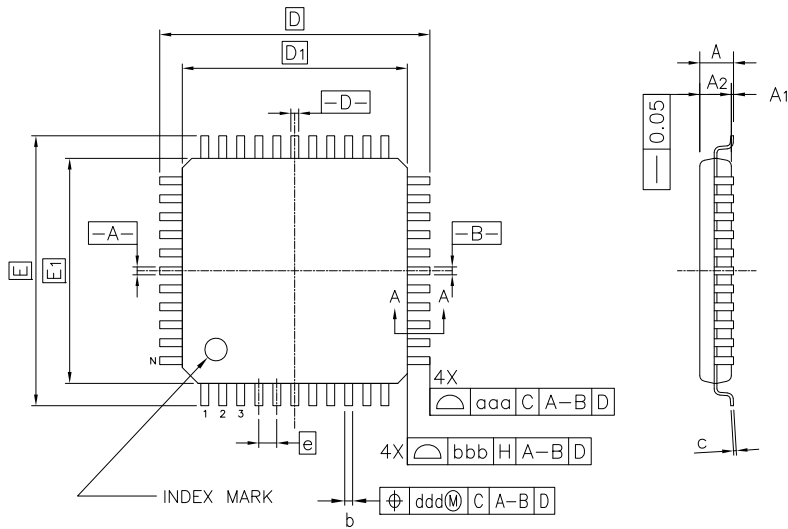 D
D1
-D-
A
A2
A1
— 0.05
E
E1
-A-
-B-
A A
N
1 2 3
e
4X
⌓ aaa C A-B D
4X ⌓ bbb H A-B D
⌖ ddd Ⓜ C A-B D
b
c
INDEX MARK